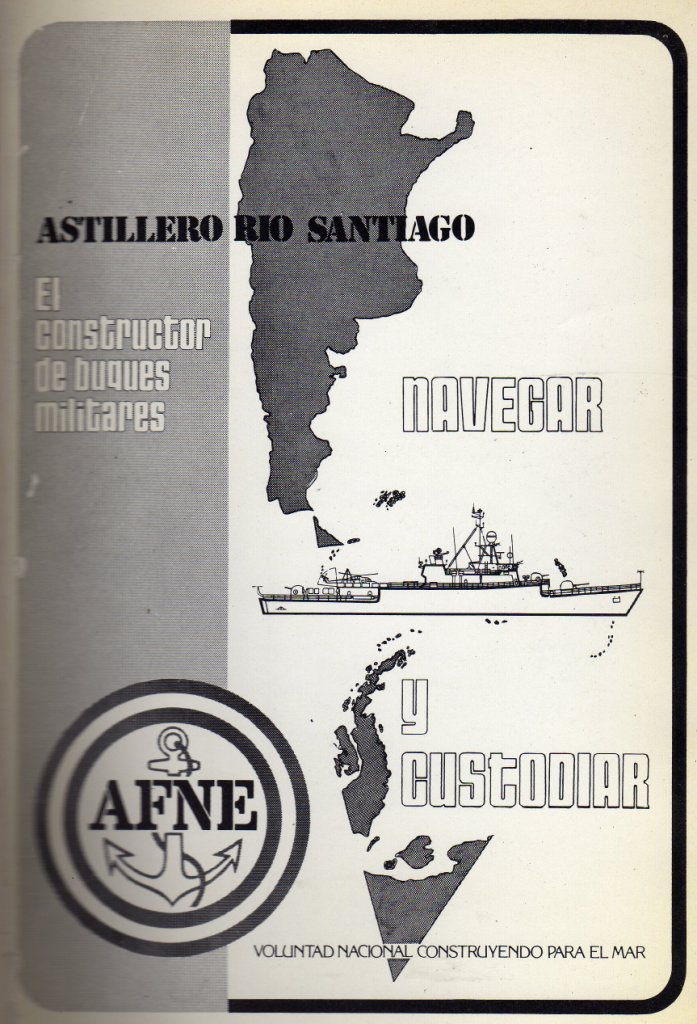 ASTILLERO RIO SANTIAGO
El
constructor
de buques
militares
NAVEGAR
y
CUSTODIAR
AFNE
VOLUNTAD NACIONAL CONSTRUYENDO PARA EL MAR